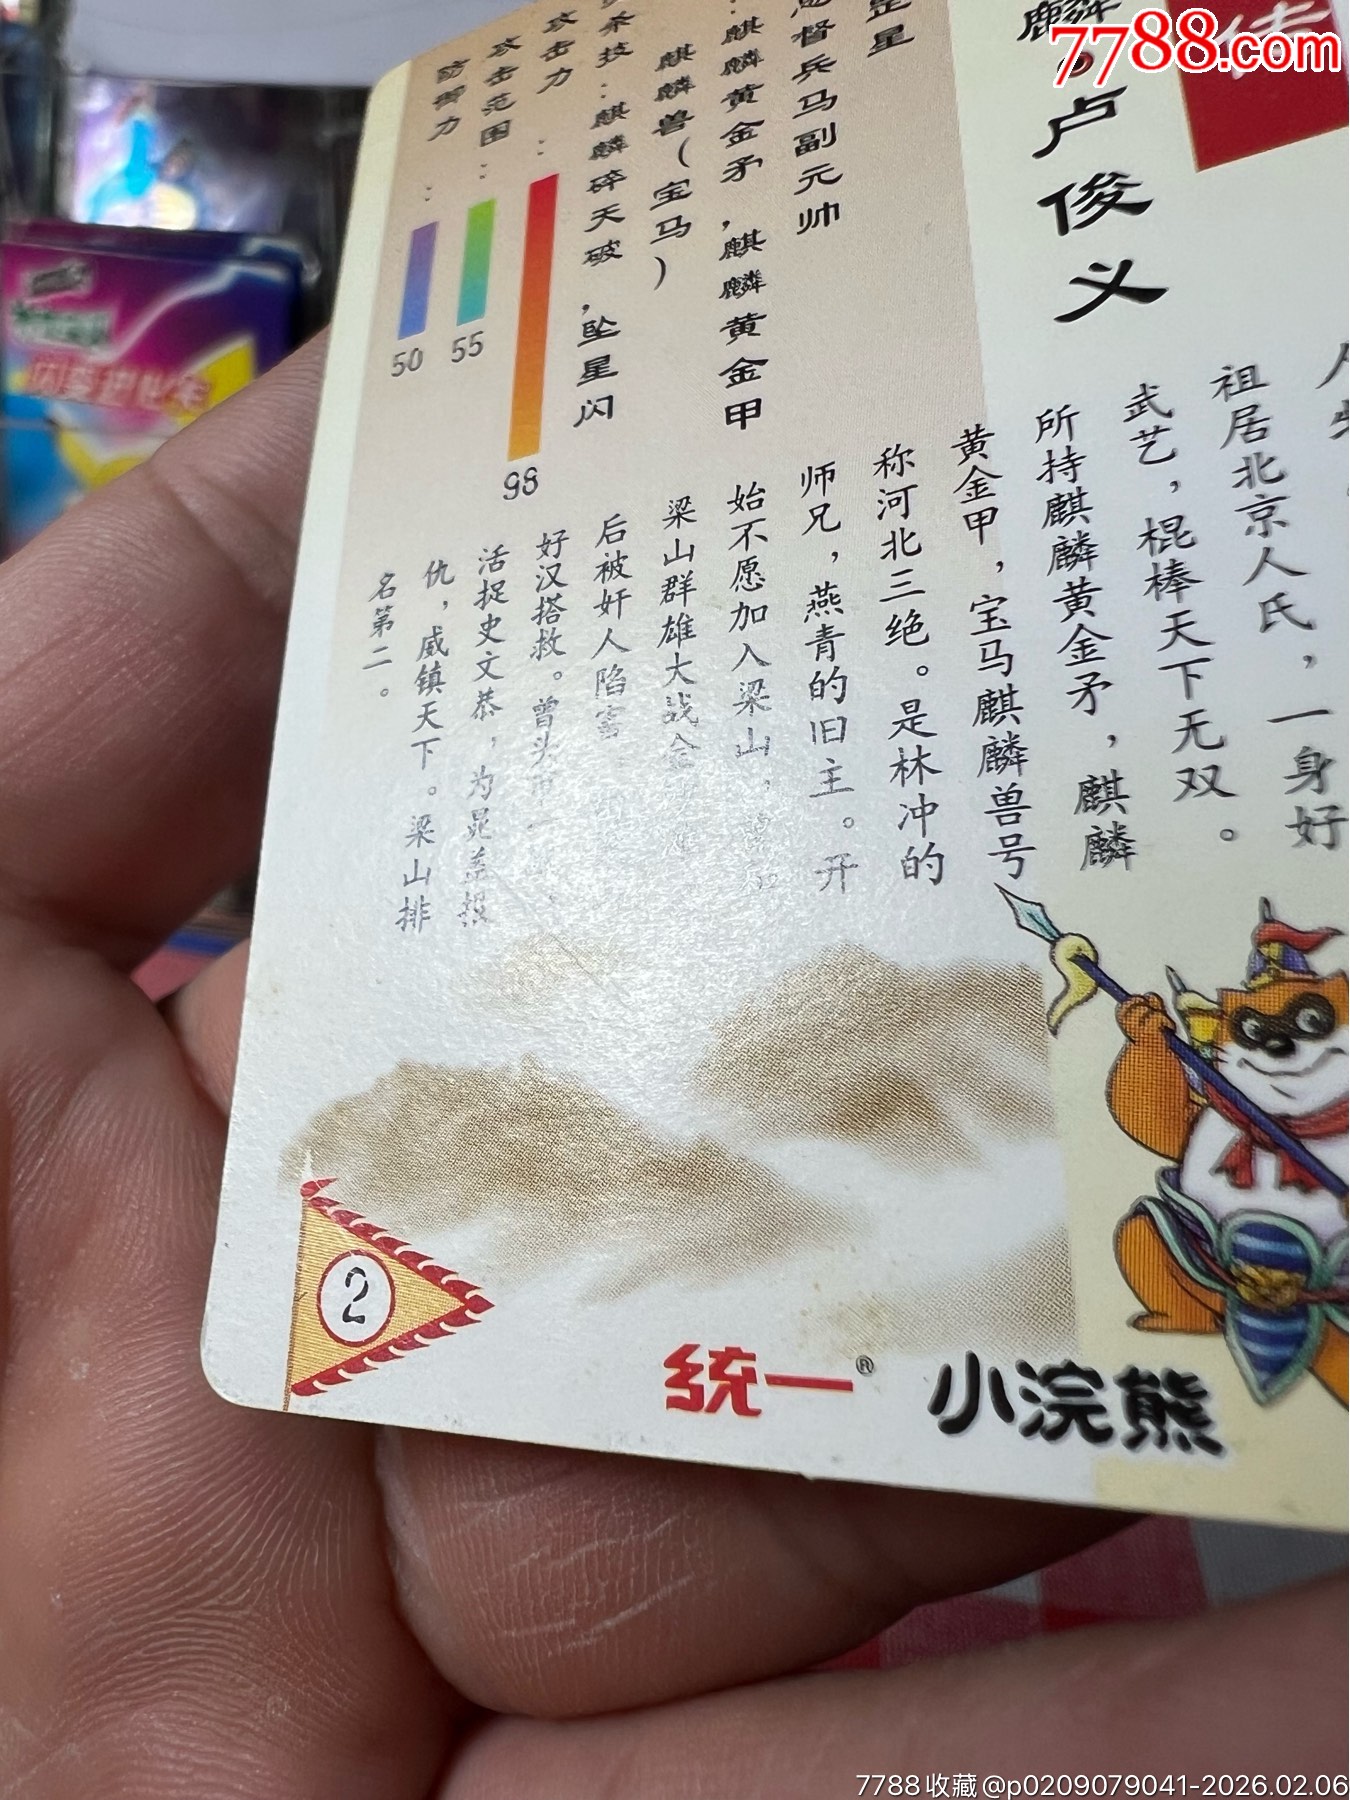 7788.com
传
麟·卢俊义
祖居北京人氏，一身好
武艺，棍棒天下无双。
所持麒麟黄金矛，麒麟
黄金甲，宝马麒麟兽号
称河北三绝。是林冲的
师兄，燕青的旧主。开
始不愿加入梁山，
梁山群雄大战
后被奸人陷害
好汉搭救。曾头市一
活捉史文恭，为晁盖报
仇，威镇天下。梁山排
名第二。
星
督兵马副元帅
麒麟黄金矛，麒麟黄金甲
麒麟兽（宝马）
杀技：麒麟碎天破，坠星闪
攻击力：
98
攻击范围：
55
防御力：
50
2
统一®
小浣熊
7788收藏@p0209079041-2026.02.06